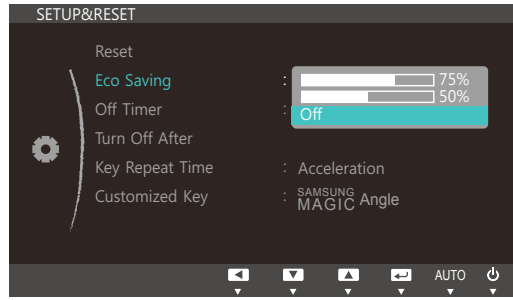 SETUP&RESET
Reset
Eco Saving : 75%
50%
Off Timer : Off
Turn Off After
Key Repeat Time : Acceleration
Customized Key : SAMSUNG MAGIC Angle
AUTO